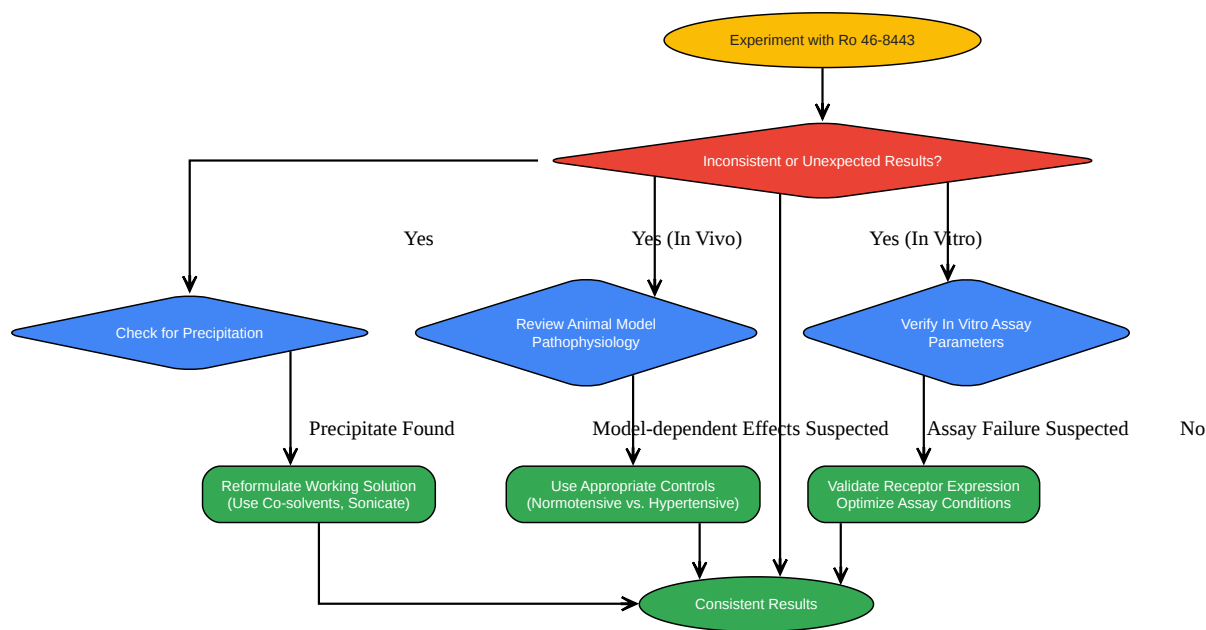 Experiment with Ro 46-8443
Inconsistent or Unexpected Results?
Yes
Yes (In Vivo)
Yes (In Vitro)
Check for Precipitation
Review Animal Model
Pathophysiology
Verify In Vitro Assay
Parameters
Precipitate Found
Model-dependent Effects Suspected
Assay Failure Suspected
No
Reformulate Working Solution
(Use Co-solvents, Sonicate)
Use Appropriate Controls
(Normotensive vs. Hypertensive)
Validate Receptor Expression
Optimize Assay Conditions
Consistent Results